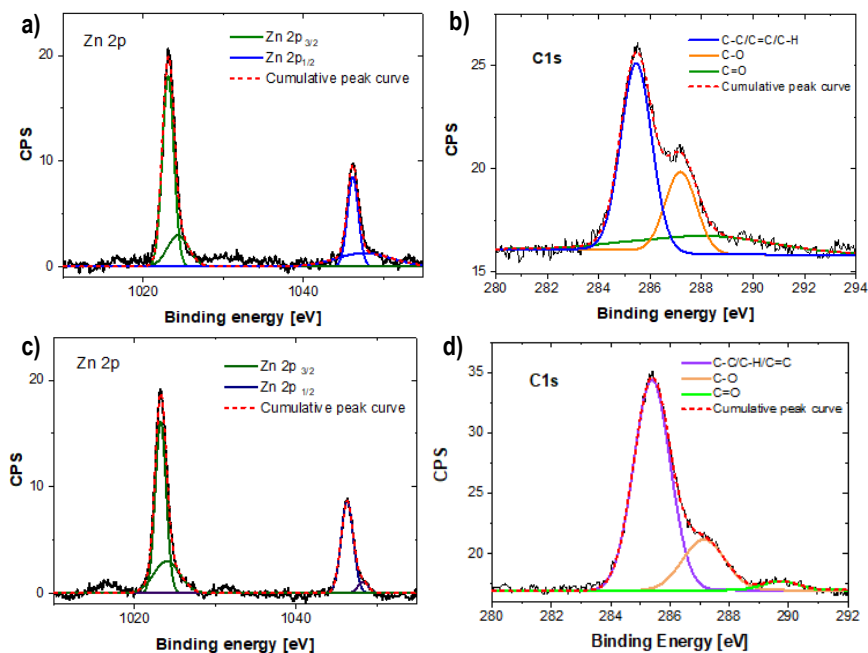 a)
Zn 2p
Zn 2p3/2
Zn 2p1/2
Cumulative peak curve
CPS
20
10
0
1020
1040
Binding energy [eV]
b)
C1s
C-C/C=C/C-H
C-O
C=O
Cumulative peak curve
CPS
25
20
15
280
282
284
286
288
290
292
294
Binding energy [eV]
c)
Zn 2p
Zn 2p 3/2
Zn 2p 1/2
Cumulative peak curve
CPS
20
10
0
1020
1040
Binding energy [eV]
d)
C1s
C-C/C-H/C=C
C-O
C=O
Cumulative peak curve
CPS
35
30
25
20
280
282
284
286
288
290
292
Binding Energy [eV]